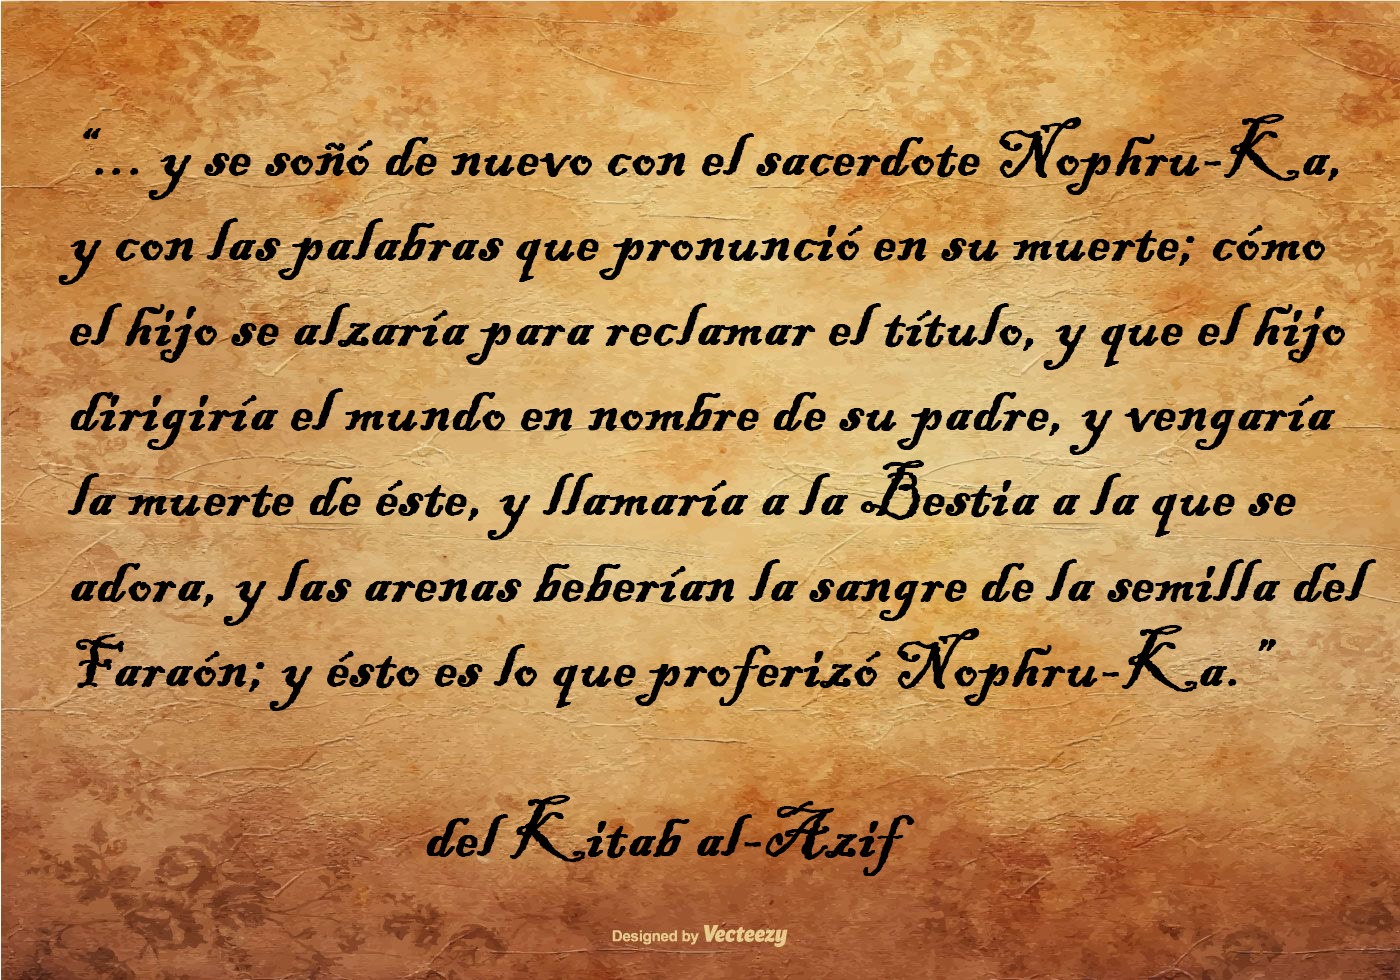 “... y se soñó de nuevo con el sacerdote Nophru-Ka,
y con las palabras que pronunció en su muerte; cómo
el hijo se alzaría para reclamar el título, y que el hijo
dirigiría el mundo en nombre de su padre, y vengaría
la muerte de éste, y llamaría a la Bestia a la que se
adora, y las arenas beberían la sangre de la semilla del
Faraón; y ésto es lo que proferizó Nophru-Ka.”
del Kitab al-Azif
Designed by Vecteezy